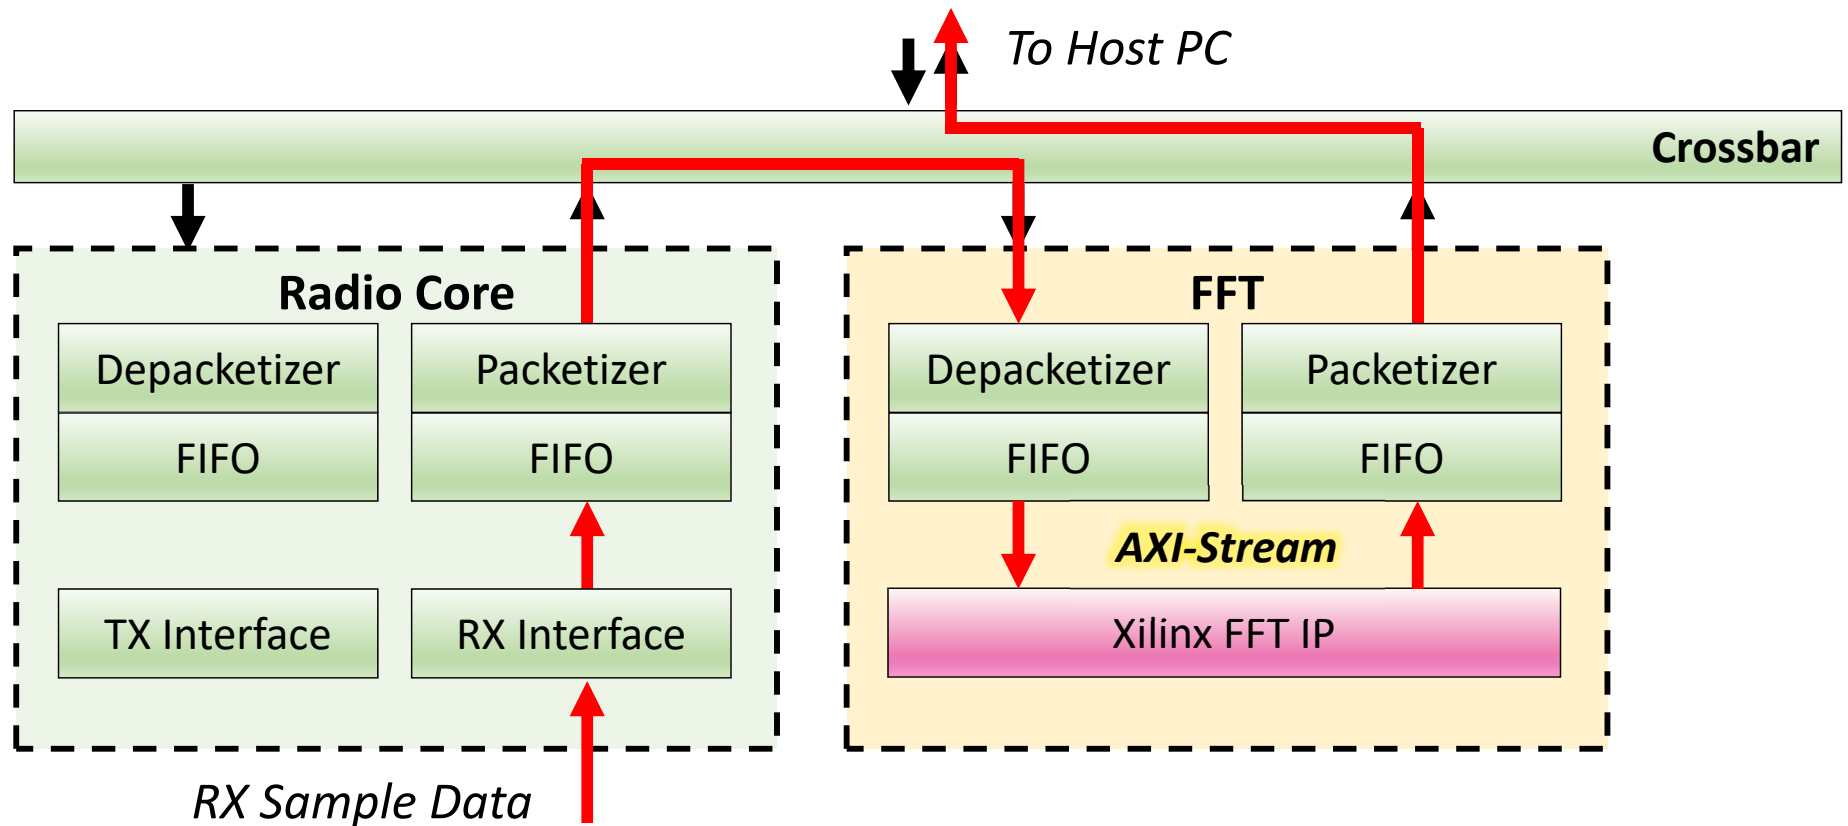 To Host PC
Crossbar
Radio Core
Depacketizer
Packetizer
FIFO
FIFO
TX Interface
RX Interface
RX Sample Data
FFT
Depacketizer
Packetizer
FIFO
FIFO
AXI-Stream
Xilinx FFT IP